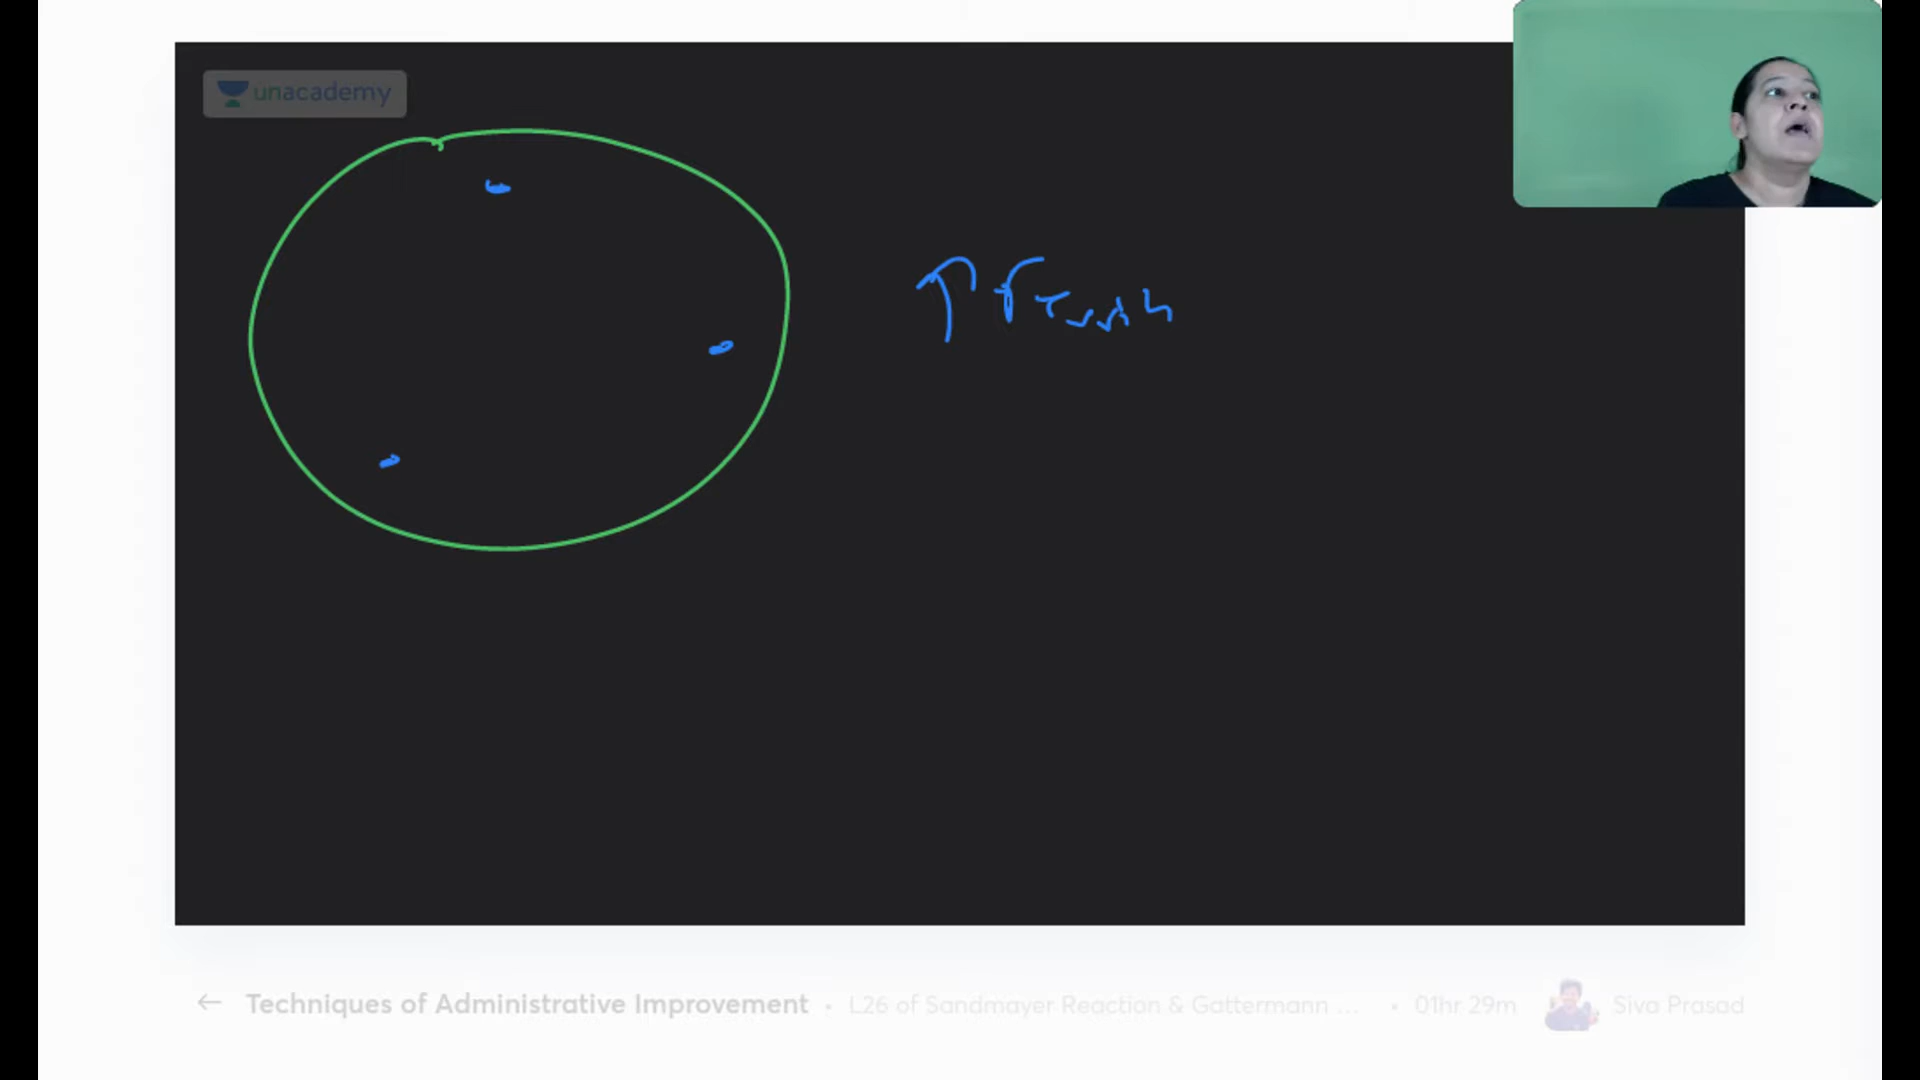 unacademy
Techniques of Administrative Improvement • L26 of Sandmayer Reaction & Gattermann ... • 01hr 29m Siva Prasad